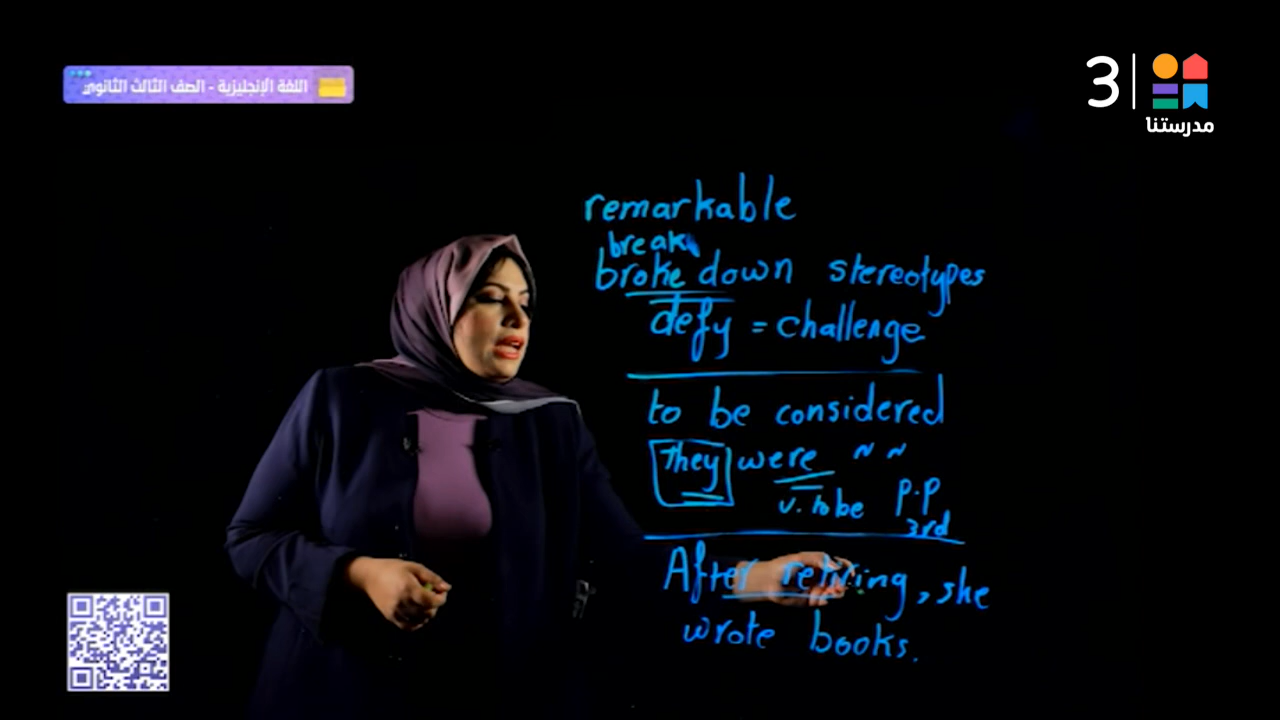 اللغة الإنجليزية - الصف الثالث الثانوي
3
مدرستنا
remarkable
break
broke down stereotypes
defy = challenge
to be considered
They were ~ ~
v. to be P.P
3rd
After retiring, she
wrote books.